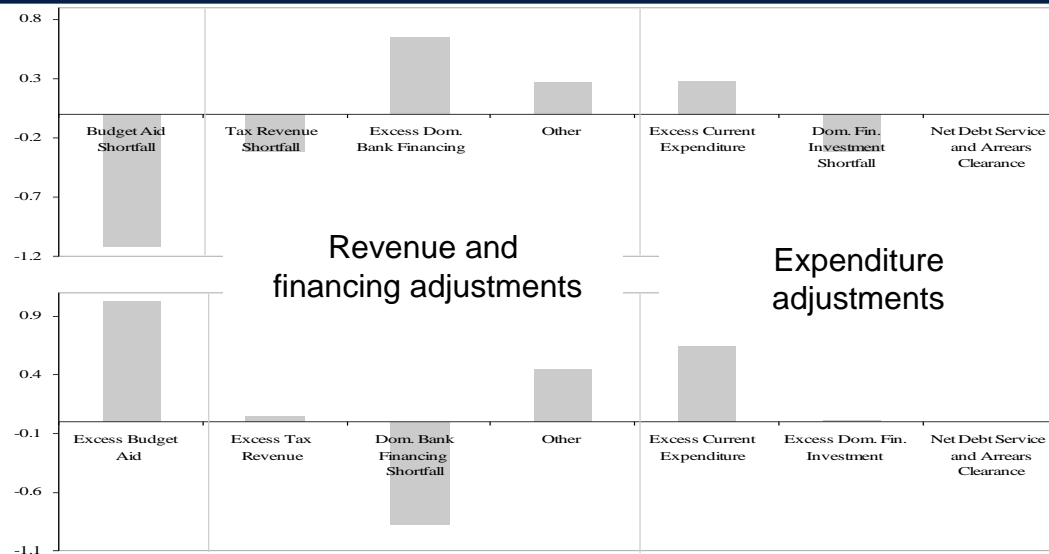 0.8
0.3
-0.2
-0.7
-1.2
Budget Aid
Shortfall
Tax Revenue
Shortfall
Excess Dom.
Bank Financing
Other
Excess Current
Expenditure
Dom. Fin.
Investment
Shortfall
Net Debt Service
and Arrears
Clearance
Revenue and
financing adjustments
Expenditure
adjustments
0.9
0.4
-0.1
-0.6
-1.1
Excess Budget
Aid
Excess Tax
Revenue
Dom. Bank
Financing
Shortfall
Other
Excess Current
Expenditure
Excess Dom. Fin.
Investment
Net Debt Service
and Arrears
Clearance